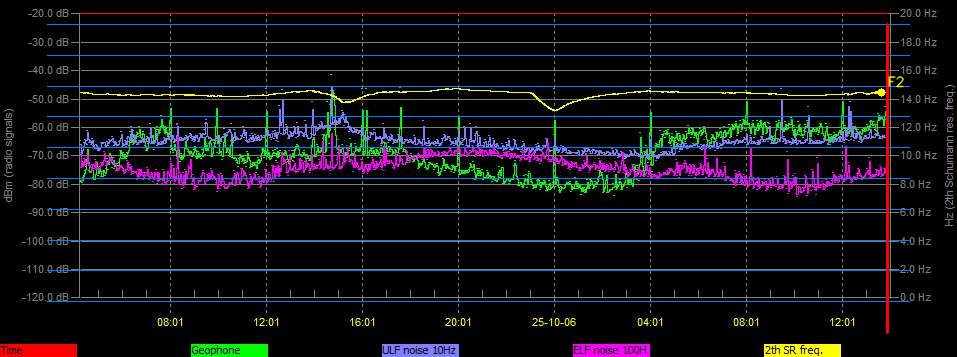 -20.0 dB 20.0 Hz
-30.0 dB 18.0 Hz
-40.0 dB 16.0 Hz
F2
-50.0 dB 14.0 Hz
-60.0 dB 12.0 Hz
-70.0 dB 10.0 Hz
-80.0 dB 8.0 Hz
-90.0 dB 6.0 Hz
-100.0 dB 4.0 Hz
-110.0 dB 2.0 Hz
-120.0 dB 0.0 Hz
dBm (radio signals)
Hz (2th Schumann res. freq.)
08:01 12:01 16:01 20:01 25-10-06 04:01 08:01 12:01
Time Geophone ULF noise 10Hz ELF noise 100H 2th SR freq.